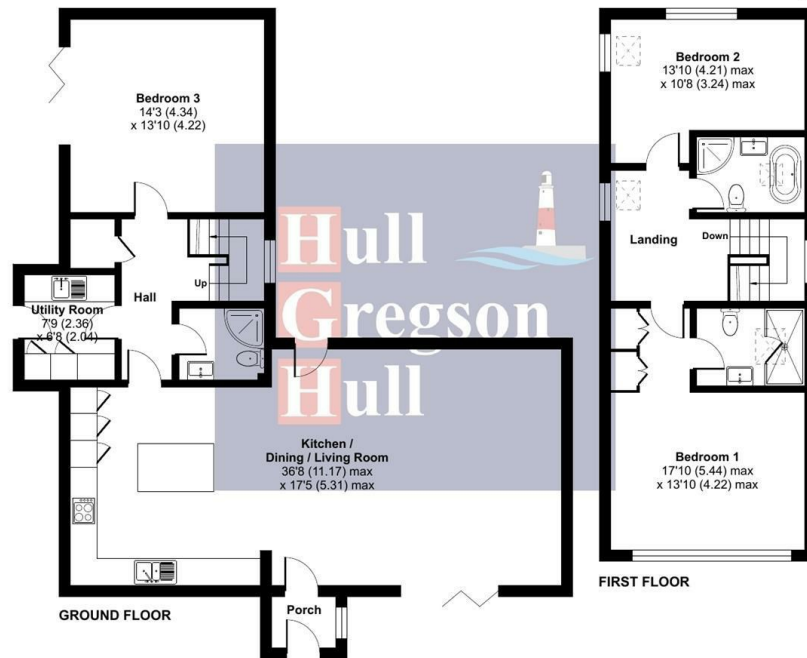 Bedroom 3
14'3 (4.34)
x 13'10 (4.22)
Utility Room
7'9 (2.36)
x 6'8 (2.04)
Hall
Up
Hull
Gregson
Hull
Kitchen /
Dining / Living Room
36'8 (11.17) max
x 17'5 (5.31) max
Porch
GROUND FLOOR
Bedroom 2
13'10 (4.21) max
x 10'8 (3.24) max
Landing
Down
Bedroom 1
17'10 (5.44) max
x 13'10 (4.22) max
FIRST FLOOR